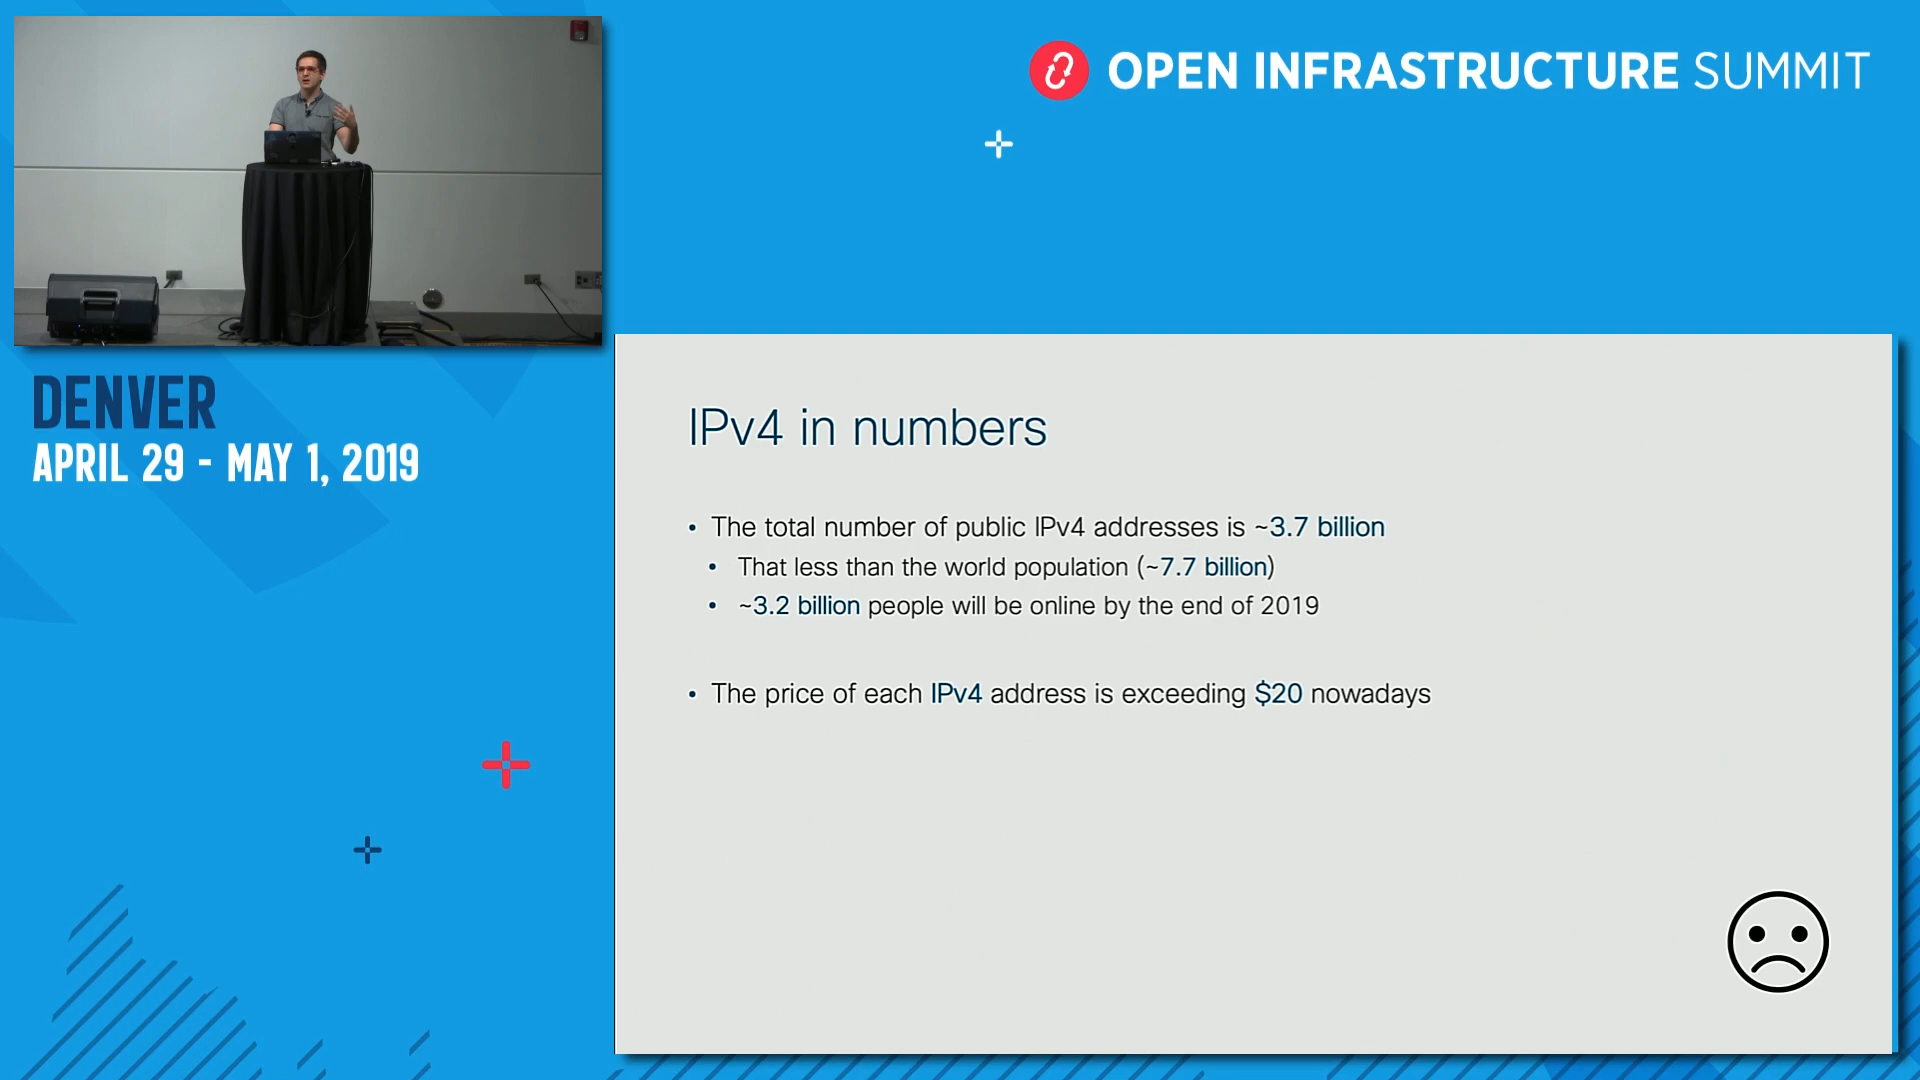 OPEN INFRASTRUCTURE SUMMIT
DENVER
APRIL 29 - MAY 1, 2019
IPv4 in numbers
• The total number of public IPv4 addresses is ~3.7 billion
• That less than the world population (~7.7 billion)
• ~3.2 billion people will be online by the end of 2019
• The price of each IPv4 address is exceeding $20 nowadays